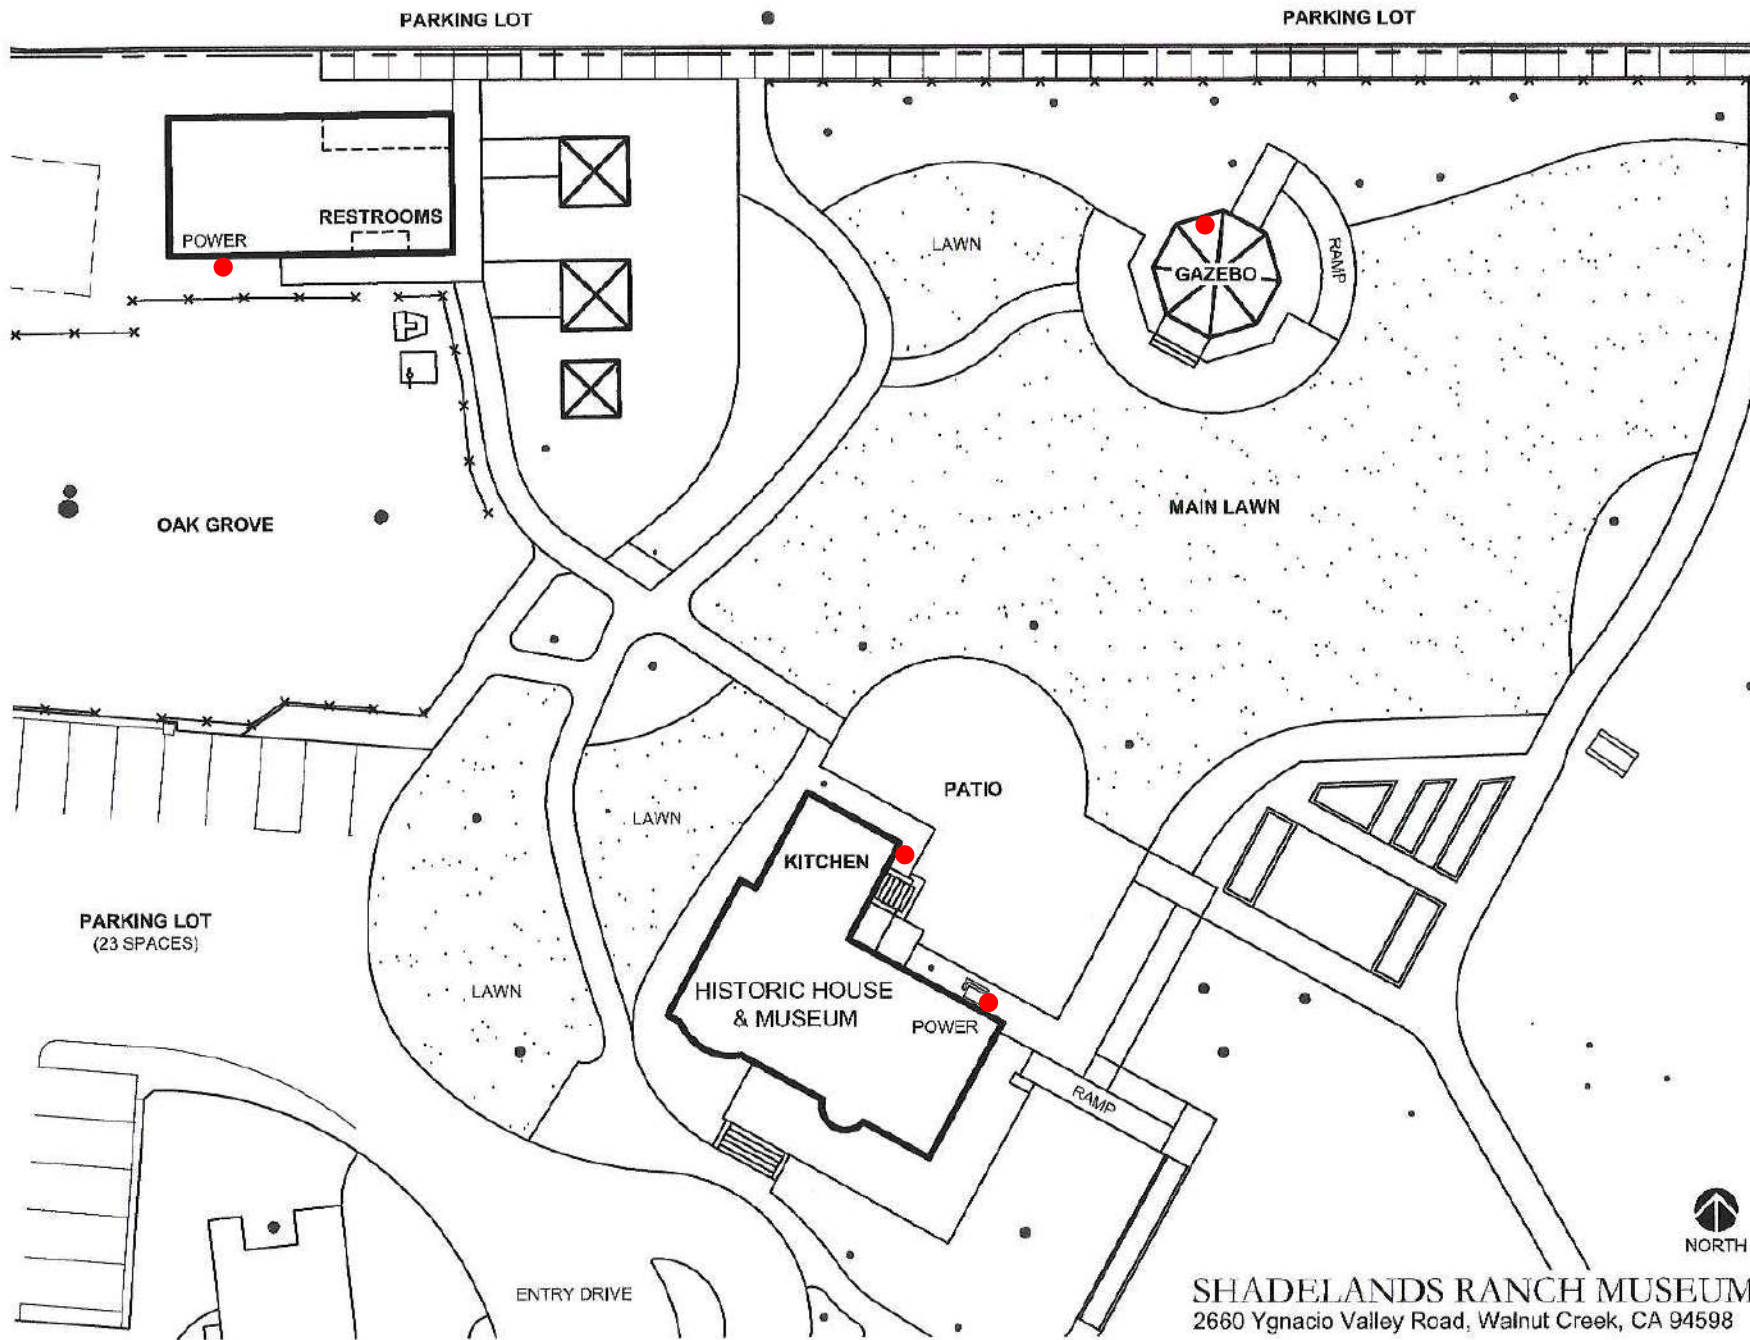 PARKING LOT
PARKING LOT
RESTROOMS
POWER
LAWN
GAZEBO
RAMP
OAK GROVE
MAIN LAWN
PATIO
LAWN
KITCHEN
PARKING LOT
(23 SPACES)
LAWN
HISTORIC HOUSE
& MUSEUM
POWER
RAMP
NORTH
ENTRY DRIVE
SHADELANDS RANCH MUSEUM
2660 Ygnacio Valley Road, Walnut Creek, CA 94598